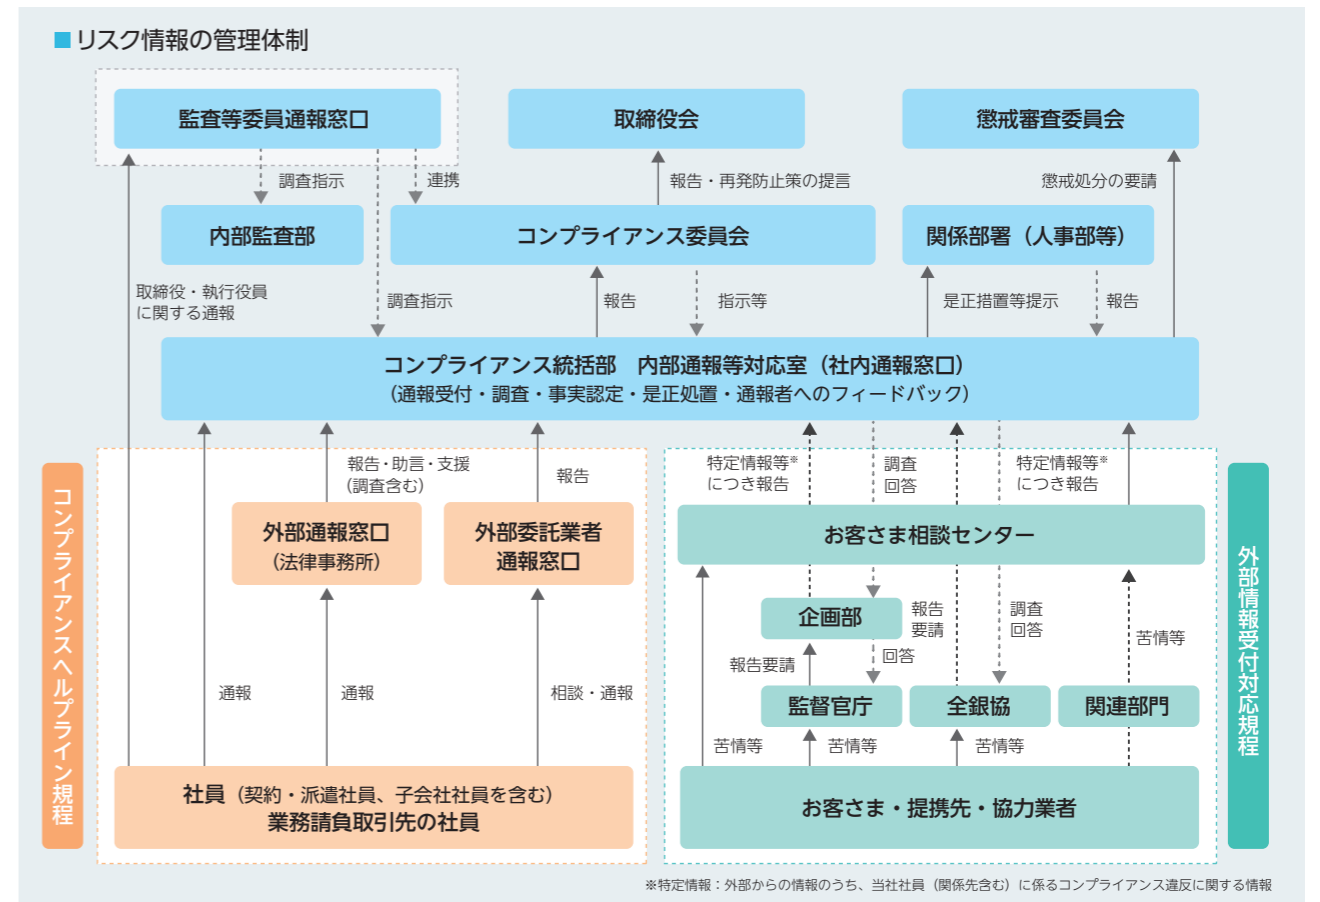 リスク情報の管理体制
監査等委員通報窓口
取締役会
懲戒審査委員会
調査指示
連携
報告・再発防止策の提言
懲戒処分の要請
内部監査部
コンプライアンス委員会
関係部署（人事部等）
取締役・執行役員
に関する通報
調査指示
報告
指示等
是正措置等提示
報告
コンプライアンス統括部　内部通報等対応室（社内通報窓口）
（通報受付・調査・事実認定・是正処置・通報者へのフィードバック）
コンプライアンスヘルプライン規程
報告・助言・支援
（調査含む）
報告
外部通報窓口
（法律事務所）
外部委託業者
通報窓口
通報
通報
相談・通報
社員（契約・派遣社員、子会社社員を含む）
業務請負取引先の社員
特定情報等※
につき報告
調査
回答
特定情報等※
につき報告
お客さま相談センター
企画部
報告
要請
調査
回答
苦情等
報告要請
回答
監督官庁
全銀協
関連部門
苦情等
苦情等
苦情等
お客さま・提携先・協力業者
外部情報受付対応規程
※特定情報：外部からの情報のうち、当社社員（関係先含む）に係るコンプライアンス違反に関する情報